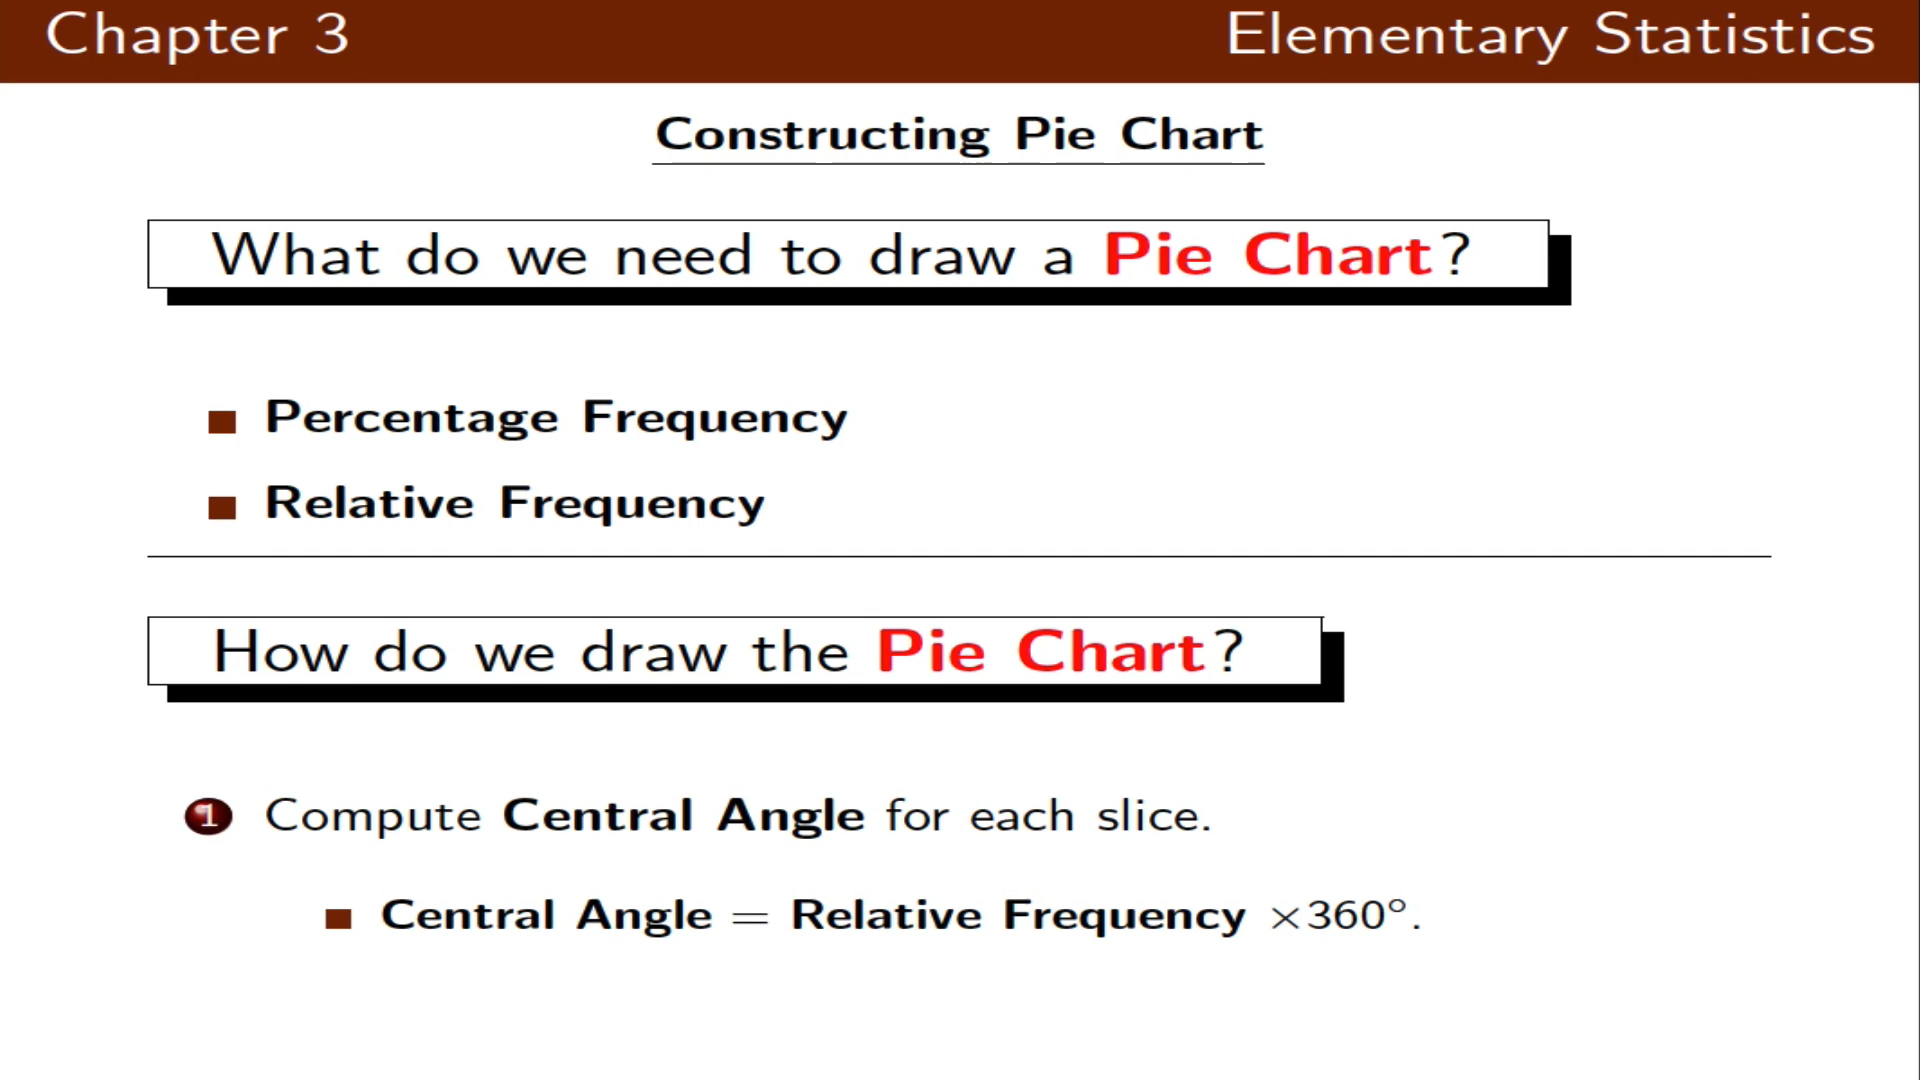 Chapter 3
Elementary Statistics
Constructing Pie Chart
What do we need to draw a Pie Chart?
Percentage Frequency
Relative Frequency
How do we draw the Pie Chart?
1 Compute Central Angle for each slice.
Central Angle = Relative Frequency ×360°.